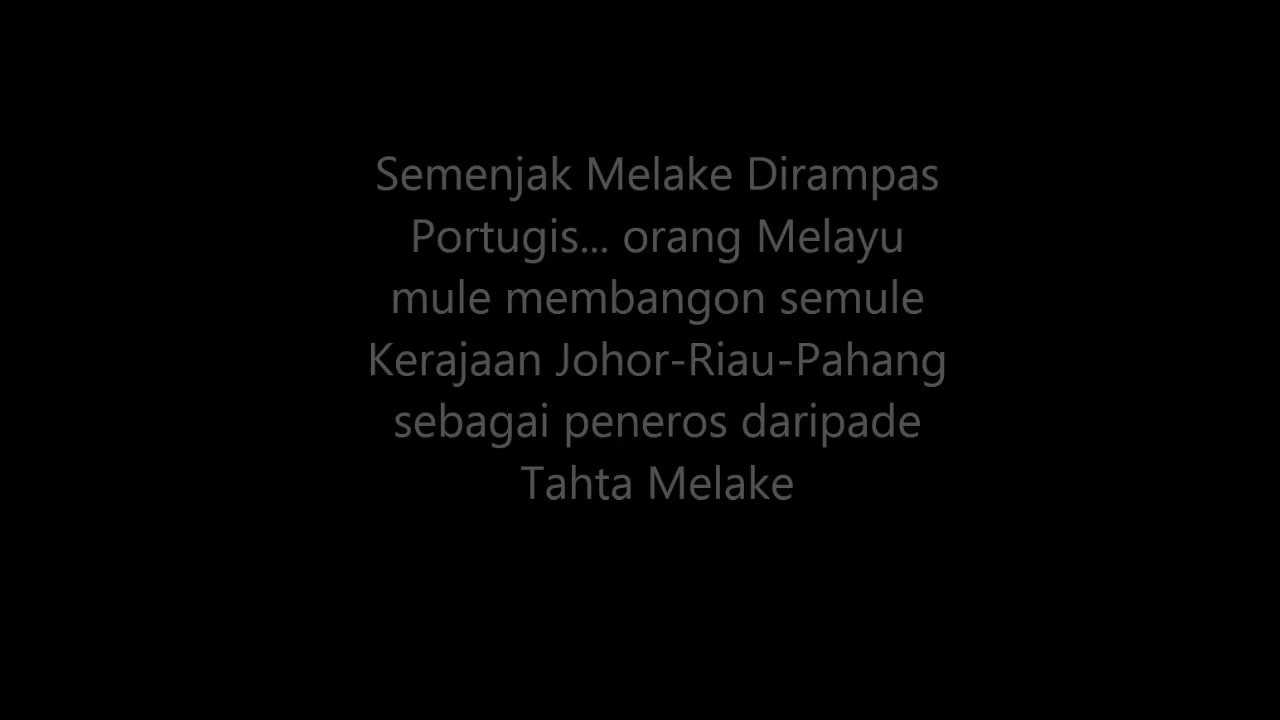 Semenjak Melake Dirampas
Portugis... orang Melayu
mule membangon semule
Kerajaan Johor-Riau-Pahang
sebagai peneros daripade
Tahta Melake